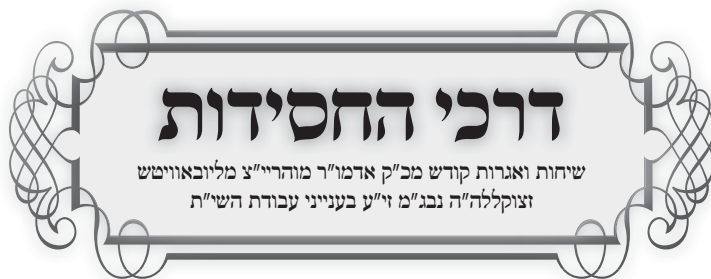 דרכי החסידות
שיחות ואגרות קודש מכ"ק אדמו"ר מוהריי"צ מליובאוויטש
זצוקללה"ה נבג"מ זי"ע בענייני עבודת השי"ת